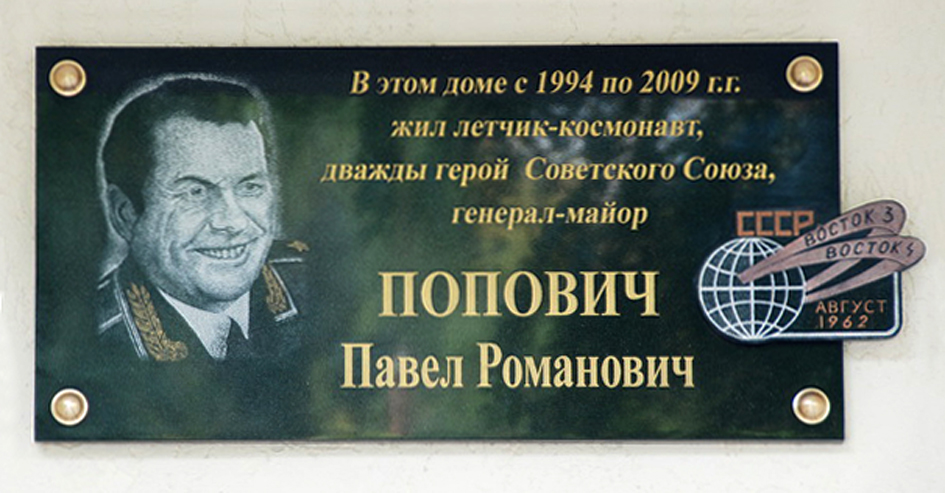 В этом доме с 1994 по 2009 г.г.
жил летчик-космонавт,
дважды герой Советского Союза,
генерал-майор
ПОПОВИЧ
Павел Романович
СССР
ВОСТОК 3
ВОСТОК 4
АВГУСТ
1962